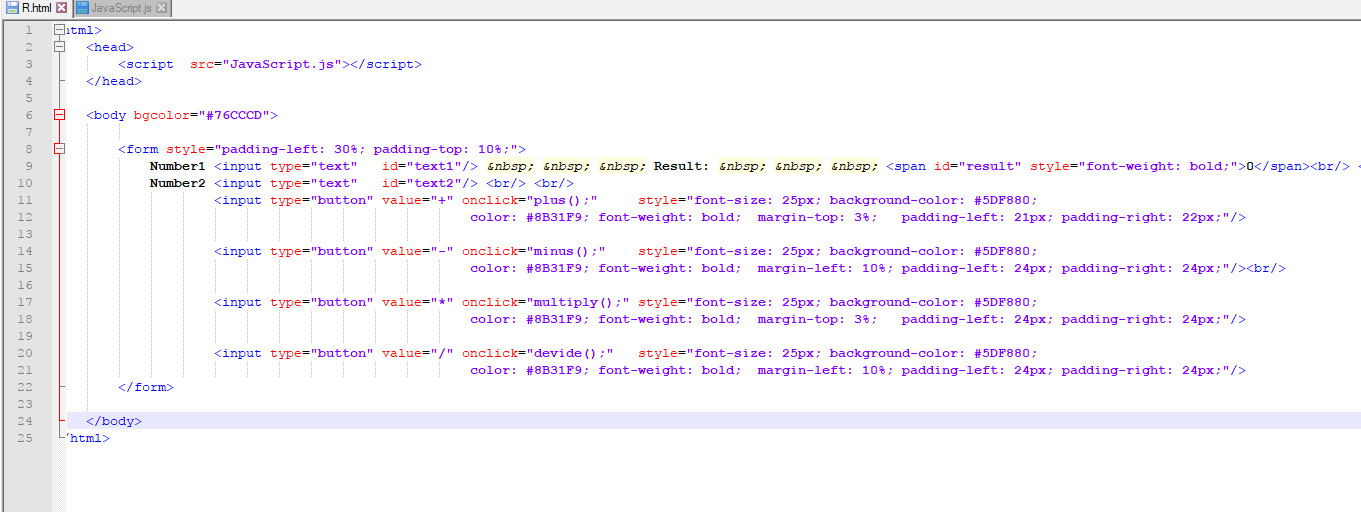 R.html JavaScript.js
1 html>
2 <head>
3 <script src="JavaScript.js"></script>
4 </head>
5
6 <body bgcolor="#76CCCD">
7
8 <form style="padding-left: 30%; padding-top: 10%;">
9 Number1 <input type="text" id="text1"/> &nbsp; &nbsp; &nbsp; Result: &nbsp; &nbsp; &nbsp; <span id="result" style="font-weight: bold;">0</span><br/> <
10 Number2 <input type="text" id="text2"/> <br/> <br/>
11 <input type="button" value="+" onclick="plus();" style="font-size: 25px; background-color: #5DF880;
12 color: #8B31F9; font-weight: bold; margin-top: 3%; padding-left: 21px; padding-right: 22px;"/>
13
14 <input type="button" value="-" onclick="minus();" style="font-size: 25px; background-color: #5DF880;
15 color: #8B31F9; font-weight: bold; margin-left: 10%; padding-left: 24px; padding-right: 24px;"/><br/>
16
17 <input type="button" value="*" onclick="multiply();" style="font-size: 25px; background-color: #5DF880;
18 color: #8B31F9; font-weight: bold; margin-top: 3%; padding-left: 24px; padding-right: 24px;"/>
19
20 <input type="button" value="/" onclick="devide();" style="font-size: 25px; background-color: #5DF880;
21 color: #8B31F9; font-weight: bold; margin-left: 10%; padding-left: 24px; padding-right: 24px;"/>
22 </form>
23
24 </body>
25 /html>